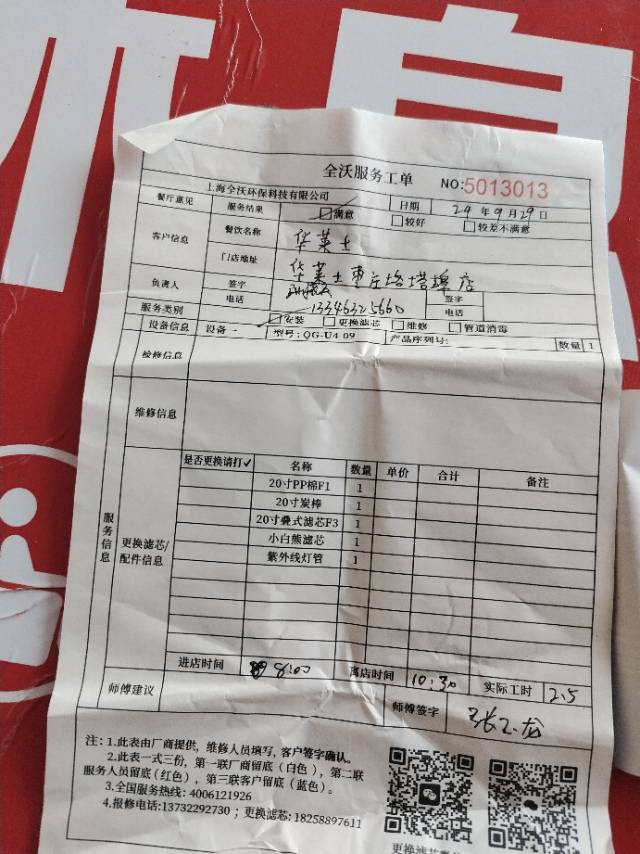 休息
全沃服务工单 NO:5013013
上海全沃环保科技有限公司 日期 24年9月29日
餐厅意见 服务结果 ☑满意 □较好 □较差不满意
客户信息 餐饮名称 华莱士
门店地址 华莱士枣庄 店
负责人 签字 签字
电话 13346325660 电话
服务类别 ☑安装 □更换滤芯 □维修 □管道消毒
设备信息 设备一 型号:QG-U4 09 产品序列号: 数量 1
检修信息
维修信息
服务信息
更换滤芯/配件信息
是否更换请打✓ 名称 数量 单价 合计 备注
20寸PP棉F1 1
20寸炭棒 1
20寸叠式滤芯F3 1
小白熊滤芯 1
紫外线灯管 1
进店时间 8:00 离店时间 10:30 实际工时 2.5
师傅建议 师傅签字 张玉龙
注:1.此表由厂商提供,维修人员填写,客户签字确认。
2.此表一式三份,第一联厂商留底(白色),第二联
服务人员留底(红色),第三联客户留底(蓝色)。
3.全国服务热线:4006121926
4.报修电话:13732292730;更换滤芯:18258897611